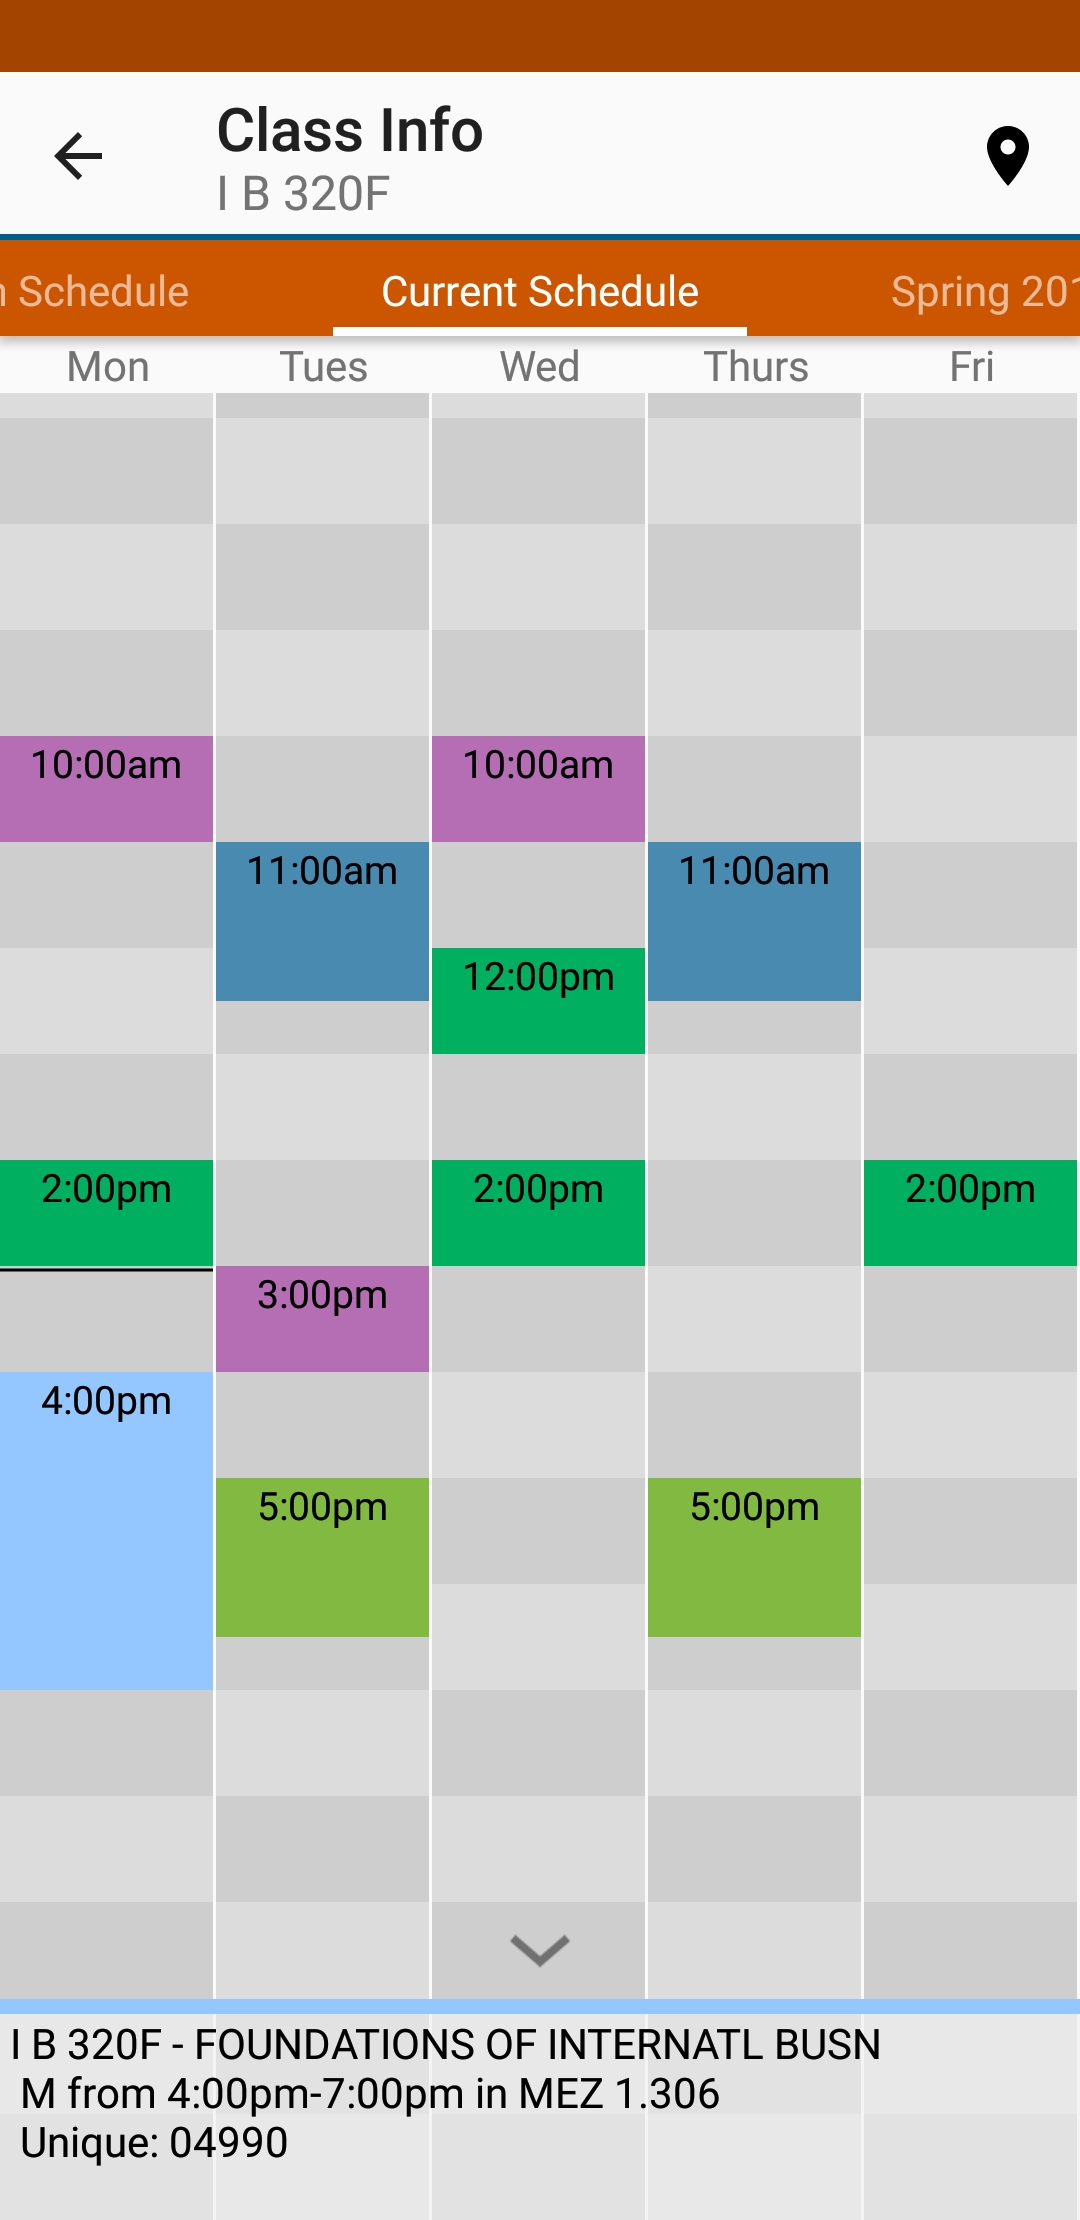 Class Info
I B 320F
Schedule
Current Schedule
Spring 201
Mon Tues Wed Thurs Fri
10:00am 10:00am
11:00am 11:00am
12:00pm
2:00pm 2:00pm 2:00pm
3:00pm
4:00pm
5:00pm 5:00pm
I B 320F - FOUNDATIONS OF INTERNATL BUSN
M from 4:00pm-7:00pm in MEZ 1.306
Unique: 04990